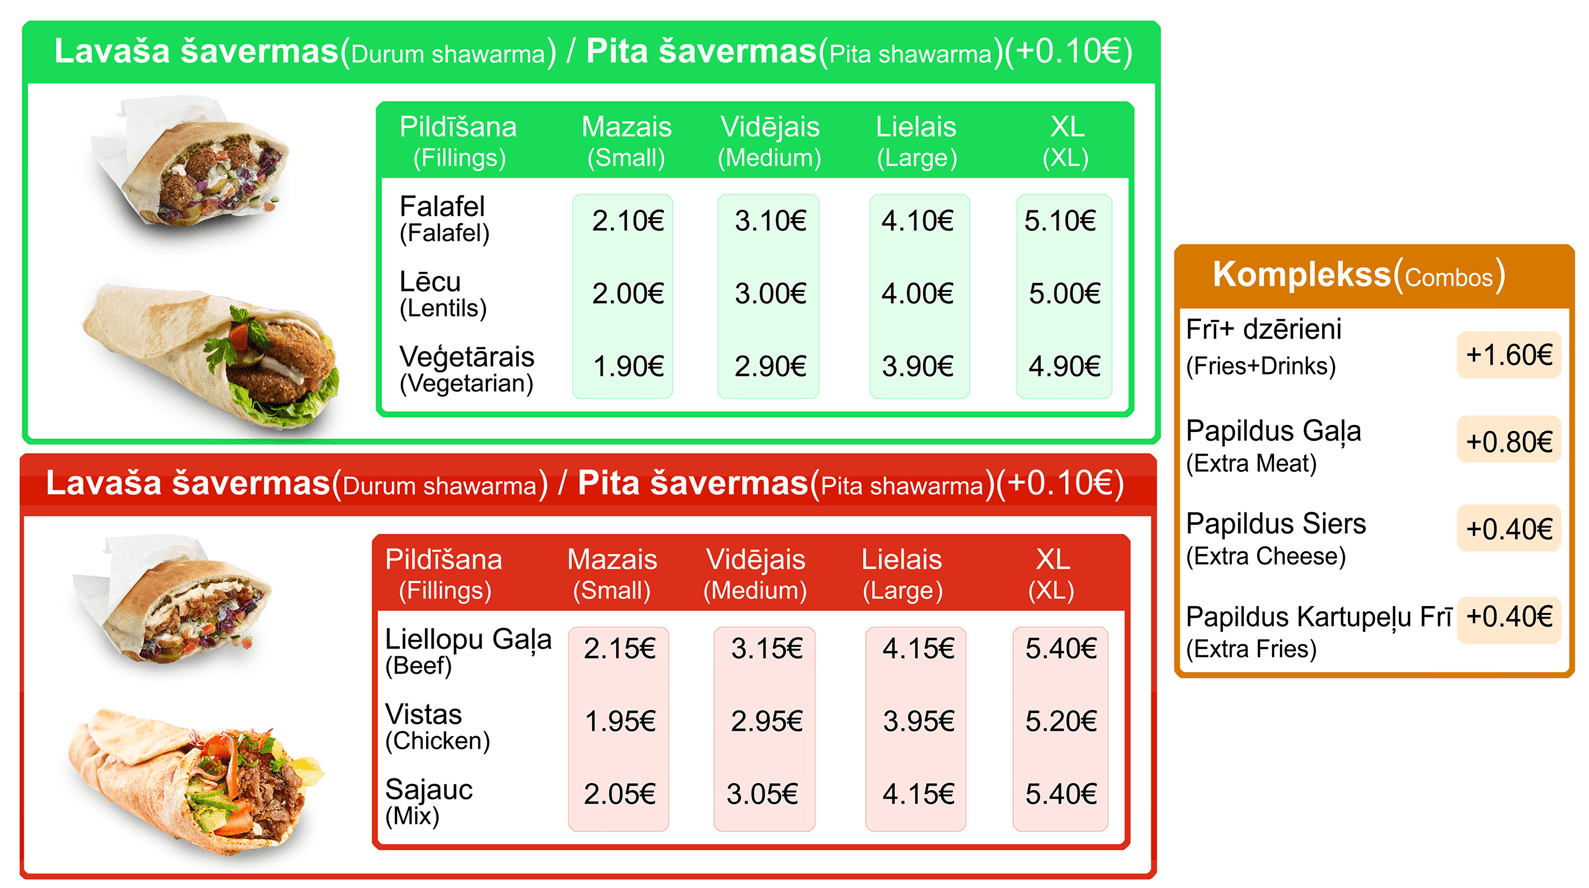 Lavaša šavermas(Durum shawarma) / Pita šavermas(Pita shawarma)(+0.10€)
Pildīšana Mazais Vidējais Lielais XL
(Fillings) (Small) (Medium) (Large) (XL)
Falafel 2.10€ 3.10€ 4.10€ 5.10€
(Falafel)
Lēcu 2.00€ 3.00€ 4.00€ 5.00€
(Lentils)
Veģetārais 1.90€ 2.90€ 3.90€ 4.90€
(Vegetarian)
Lavaša šavermas(Durum shawarma) / Pita šavermas(Pita shawarma)(+0.10€)
Pildīšana Mazais Vidējais Lielais XL
(Fillings) (Small) (Medium) (Large) (XL)
Liellopu Gaļa 2.15€ 3.15€ 4.15€ 5.40€
(Beef)
Vistas 1.95€ 2.95€ 3.95€ 5.20€
(Chicken)
Sajauc 2.05€ 3.05€ 4.15€ 5.40€
(Mix)
Komplekss(Combos)
Frī+ dzērieni +1.60€
(Fries+Drinks)
Papildus Gaļa +0.80€
(Extra Meat)
Papildus Siers +0.40€
(Extra Cheese)
Papildus Kartupeļu Frī +0.40€
(Extra Fries)